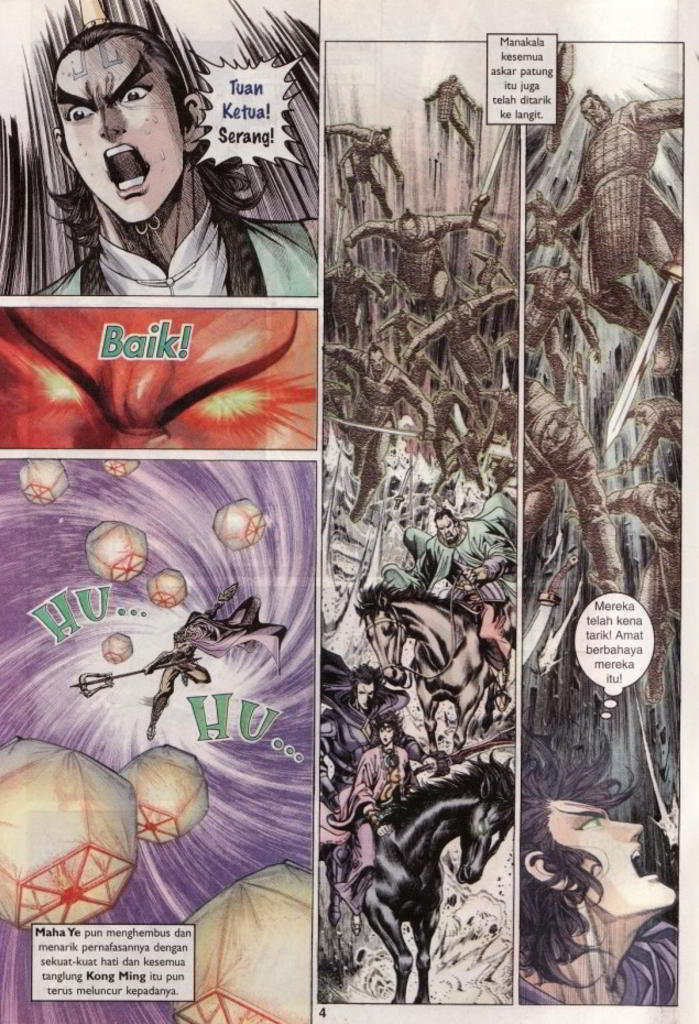 Tuan
Ketua!
Serang!
Baik!
HU...
HU...
Maha Ye pun menghembus dan
menarik pernafasannya dengan
sekuat-kuat hati dan kesemua
tanglung Kong Ming itu pun
terus meluncur kepadanya.
Manakala
kesemua
askar patung
itu juga
telah ditarik
ke langit.
Mereka
telah kena
tarik! Amat
berbahaya
mereka
itu!
4